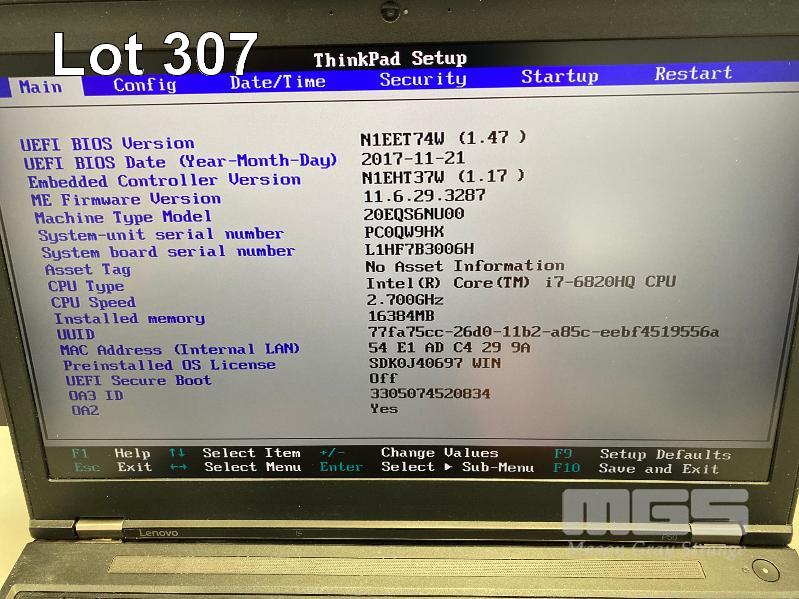 Lot 307
ThinkPad Setup
Main Config Date/Time Security Startup Restart
UEFI BIOS Version N1EET74W (1.47 )
UEFI BIOS Date (Year-Month-Day) 2017-11-21
Embedded Controller Version N1EHT37W (1.17 )
ME Firmware Version 11.6.29.3287
Machine Type Model 20EQS6NU00
System-unit serial number PC0QW9HX
System board serial number L1HF7B3006H
Asset Tag No Asset Information
CPU Type Intel(R) Core(TM) i7-6820HQ CPU
CPU Speed 2.700GHz
Installed memory 16384MB
UUID 77fa75cc-26d0-11b2-a85c-eebf4519556a
MAC Address (Internal LAN) 54 E1 AD C4 29 9A
Preinstalled OS License SDK0J40697 WIN
UEFI Secure Boot Off
OA3 ID 3305074520834
OA2 Yes
F1 Help ↑↓ Select Item +/- Change Values F9 Setup Defaults
Esc Exit ←→ Select Menu Enter Select ▶ Sub-Menu F10 Save and Exit
MGS
Lenovo P50
Mason Gray Strange